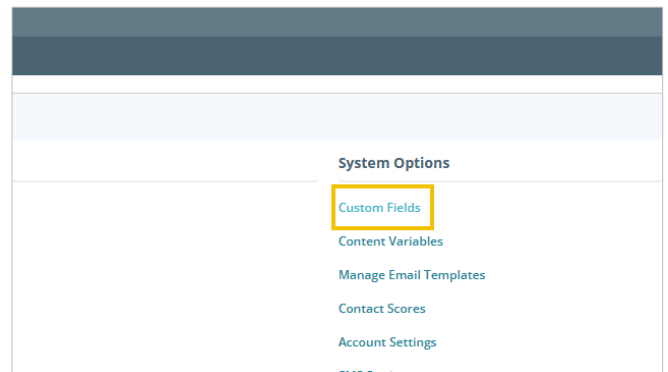 System Options
Custom Fields
Content Variables
Manage Email Templates
Contact Scores
Account Settings